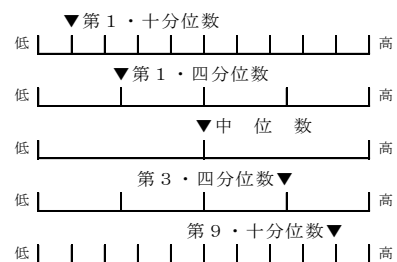 ▼第１・十分位数
低 高
▼第１・四分位数
低 高
▼中　位　数
低 高
第３・四分位数▼
低 高
第９・十分位数▼
低 高